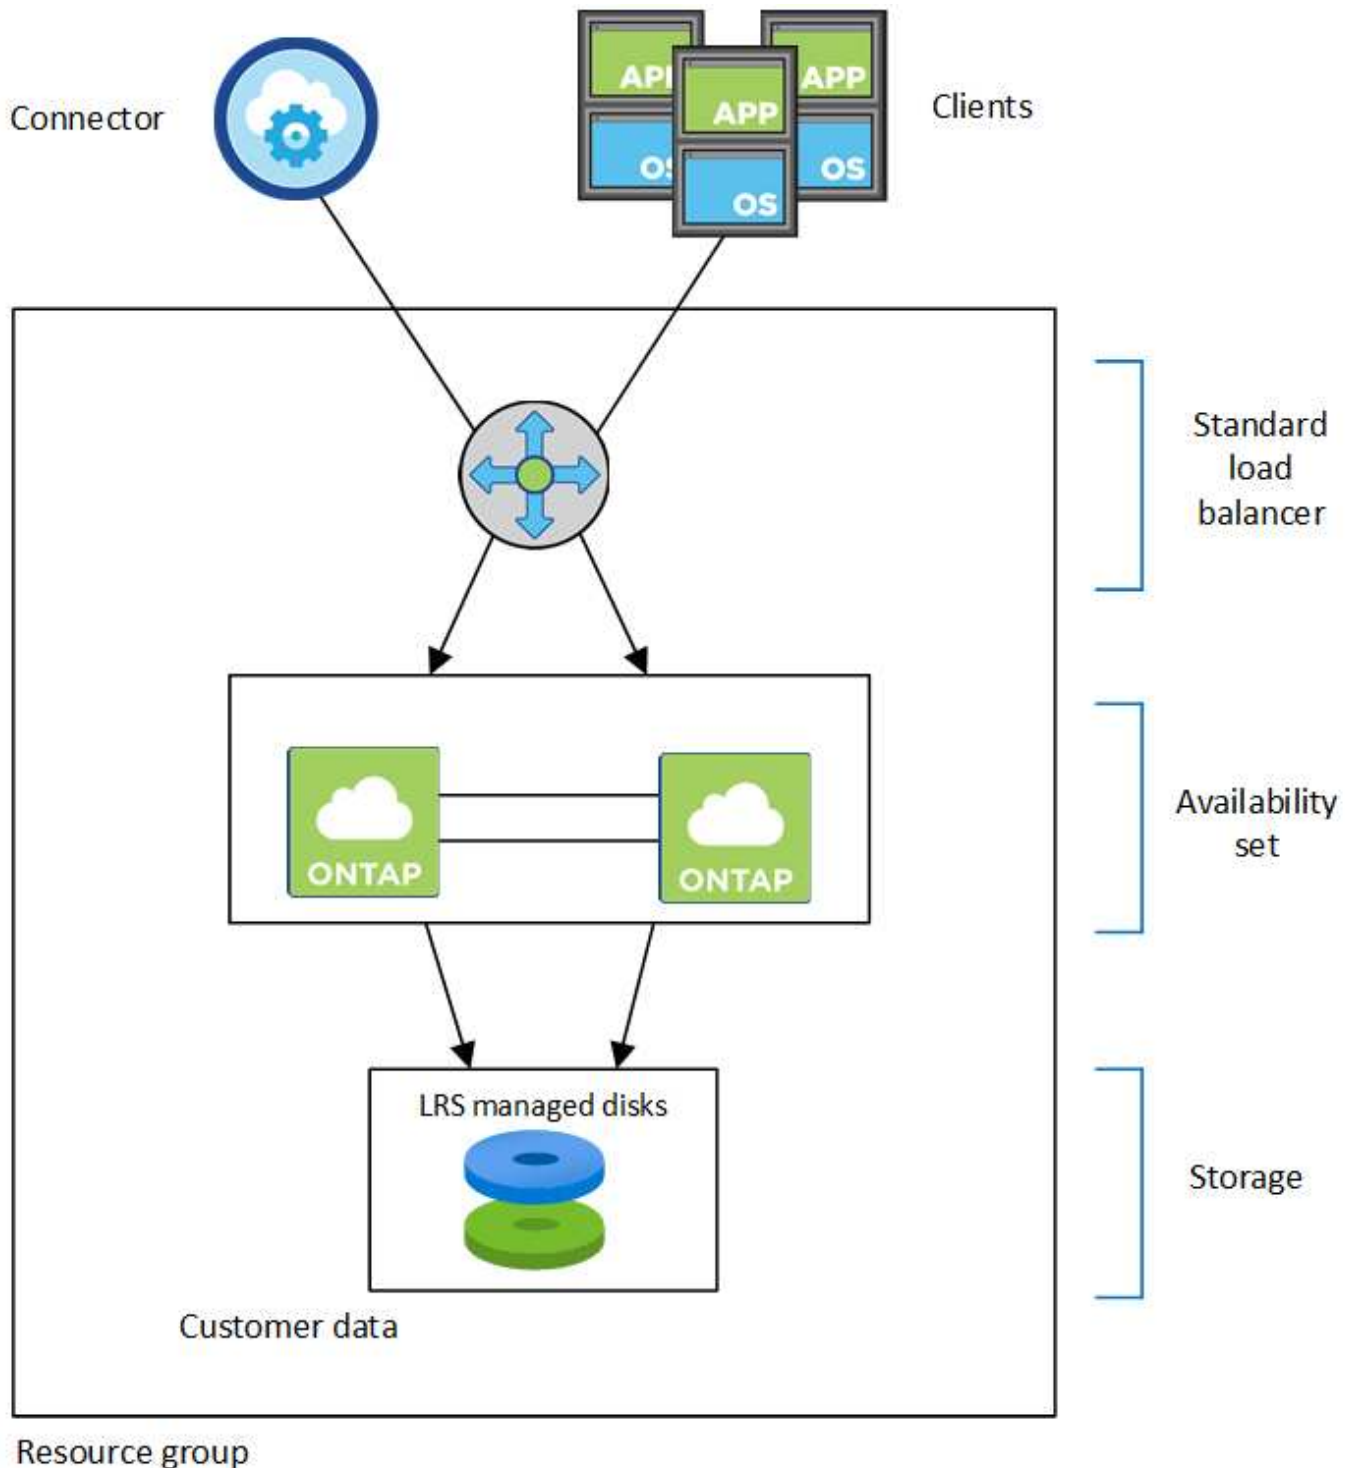 Connector
APP
APP
APP
OS
OS
OS
Clients
Standard
load
balancer
ONTAP
ONTAP
Availability
set
LRS managed disks
Storage
Customer data
Resource group